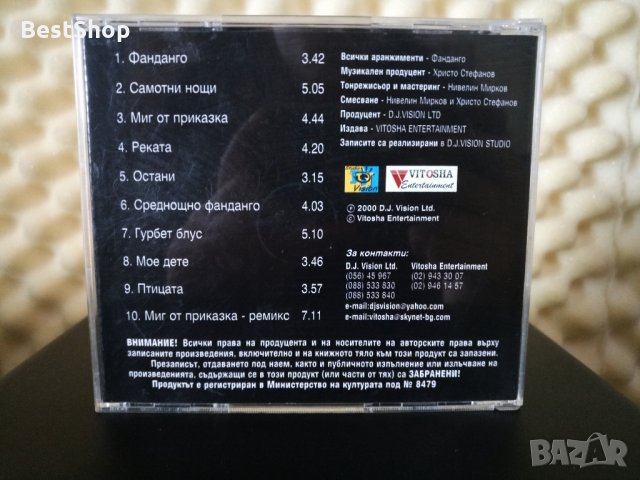 BestShop
1. Фанданго 3.42
2. Самотни нощи 5.05
3. Миг от приказка 4.44
4. Реката 4.20
5. Остани 3.15
6. Среднощно фанданго 4.03
7. Гурбет блус 5.10
8. Мое дете 3.46
9. Птицата 3.57
10. Миг от приказка - ремикс 7.11
Всички аранжименти - Фанданго
Музикален продуцент - Христо Стефанов
Тонрежисьор и мастеринг - Нивелин Мирков
Смесване - Нивелин Мирков и Христо Стефанов
Продуцент - D.J.VISION LTD
Издава - VITOSHA ENTERTAINMENT
Записите са реализирани в D.J.VISION STUDIO
Vision
VITOSHA
Entertainment
℗ 2000 D.J. Vision Ltd.
© Vitosha Entertainment
За контакти:
D.J. Vision Ltd. Vitosha Entertainment
(056) 45 967 (02) 943 30 07
(088) 533 830 (02) 946 14 57
(088) 533 840
e-mail:djsvision@yahoo.com
e-mail:vitosha@skynet-bg.com
ВНИМАНИЕ! Всички права на продуцента и на носителите на авторските права върху
записаните произведения, включително и на книжното тяло към този продукт са запазени.
Презаписът, отдаването под наем, както и публичното изпълнение или излъчване на
произведенията, съдържащи се в този продукт (или части от тях) са ЗАБРАНЕНИ!
Продуктът е регистриран в Министерство на културата под № 8479
BAZAR